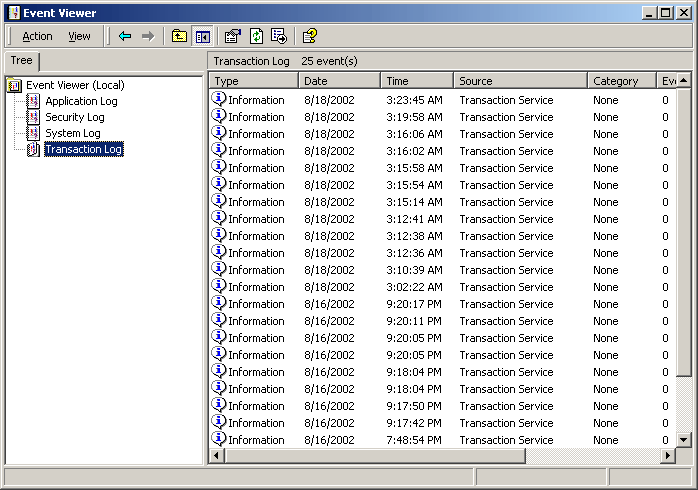 Event Viewer
Action View
Tree
Transaction Log 25 event(s)
Event Viewer (Local)
Application Log
Security Log
System Log
Transaction Log
Type Date Time Source Category Eve
Information 8/18/2002 3:23:45 AM Transaction Service None 0
Information 8/18/2002 3:19:58 AM Transaction Service None 0
Information 8/18/2002 3:16:06 AM Transaction Service None 0
Information 8/18/2002 3:16:02 AM Transaction Service None 0
Information 8/18/2002 3:15:58 AM Transaction Service None 0
Information 8/18/2002 3:15:54 AM Transaction Service None 0
Information 8/18/2002 3:15:14 AM Transaction Service None 0
Information 8/18/2002 3:12:41 AM Transaction Service None 0
Information 8/18/2002 3:12:38 AM Transaction Service None 0
Information 8/18/2002 3:12:36 AM Transaction Service None 0
Information 8/18/2002 3:10:39 AM Transaction Service None 0
Information 8/18/2002 3:02:22 AM Transaction Service None 0
Information 8/16/2002 9:20:17 PM Transaction Service None 0
Information 8/16/2002 9:20:11 PM Transaction Service None 0
Information 8/16/2002 9:20:05 PM Transaction Service None 0
Information 8/16/2002 9:20:05 PM Transaction Service None 0
Information 8/16/2002 9:18:04 PM Transaction Service None 0
Information 8/16/2002 9:18:04 PM Transaction Service None 0
Information 8/16/2002 9:17:50 PM Transaction Service None 0
Information 8/16/2002 9:17:42 PM Transaction Service None 0
Information 8/16/2002 7:48:54 PM Transaction Service None 0